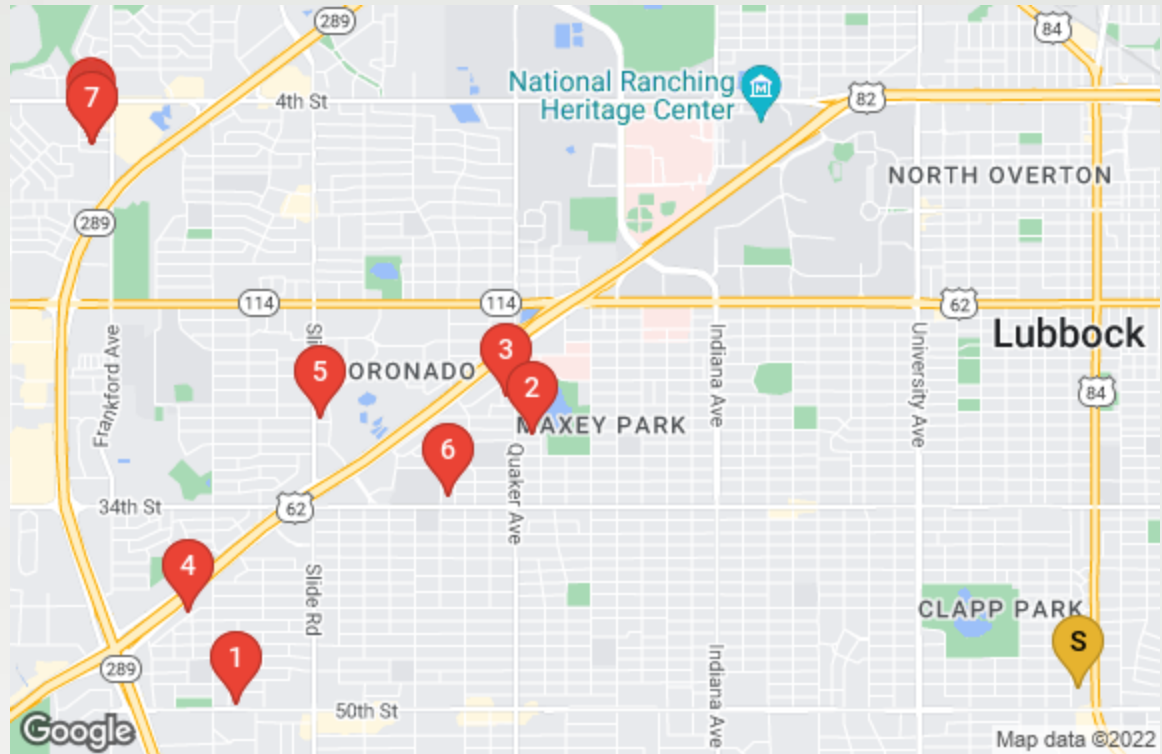 289
84
7
4th St
National Ranching
Heritage Center
82
NORTH OVERTON
289
114
114
62
Lubbock
Frankford Ave
Indiana Ave
University Ave
3
5
ORONADO
2
84
MAXEY PARK
6
Quaker Ave
34th St
62
4
Slide Rd
CLAPP PARK
S
1
289
Indiana Ave
50th St
Google
Map data ©2022